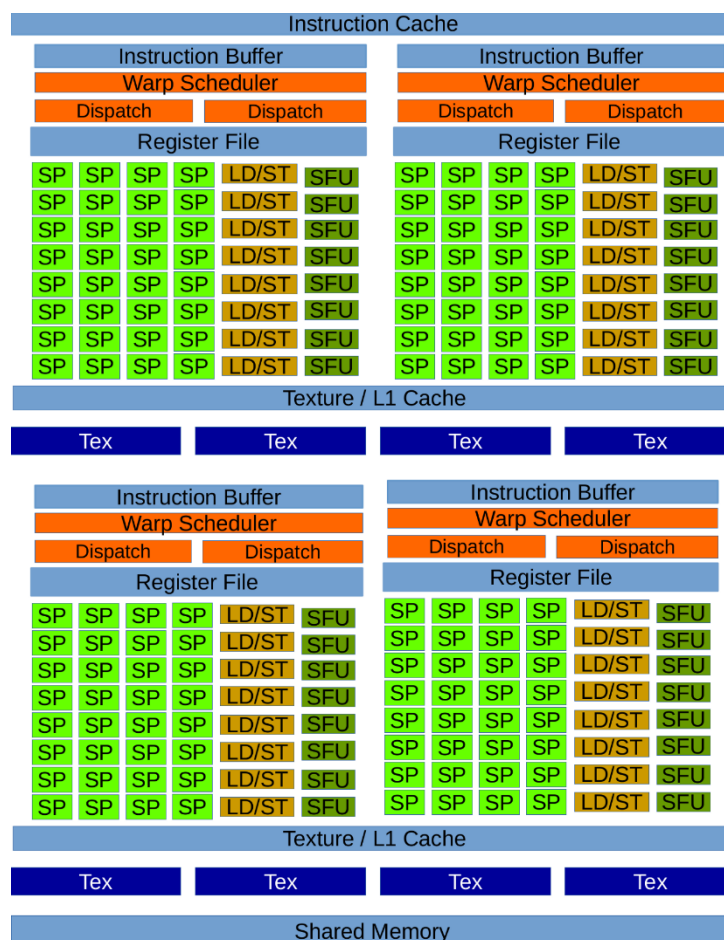 Instruction Cache
Instruction Buffer Instruction Buffer
Warp Scheduler Warp Scheduler
Dispatch Dispatch Dispatch Dispatch
Register File Register File
SP SP SP SP LD/ST SFU SP SP SP SP LD/ST SFU
SP SP SP SP LD/ST SFU SP SP SP SP LD/ST SFU
SP SP SP SP LD/ST SFU SP SP SP SP LD/ST SFU
SP SP SP SP LD/ST SFU SP SP SP SP LD/ST SFU
SP SP SP SP LD/ST SFU SP SP SP SP LD/ST SFU
SP SP SP SP LD/ST SFU SP SP SP SP LD/ST SFU
SP SP SP SP LD/ST SFU SP SP SP SP LD/ST SFU
SP SP SP SP LD/ST SFU SP SP SP SP LD/ST SFU
Texture / L1 Cache
Tex Tex Tex Tex
Instruction Buffer Instruction Buffer
Warp Scheduler Warp Scheduler
Dispatch Dispatch Dispatch Dispatch
Register File Register File
SP SP SP SP LD/ST SFU SP SP SP SP LD/ST SFU
SP SP SP SP LD/ST SFU SP SP SP SP LD/ST SFU
SP SP SP SP LD/ST SFU SP SP SP SP LD/ST SFU
SP SP SP SP LD/ST SFU SP SP SP SP LD/ST SFU
SP SP SP SP LD/ST SFU SP SP SP SP LD/ST SFU
SP SP SP SP LD/ST SFU SP SP SP SP LD/ST SFU
SP SP SP SP LD/ST SFU SP SP SP SP LD/ST SFU
SP SP SP SP LD/ST SFU SP SP SP SP LD/ST SFU
Texture / L1 Cache
Tex Tex Tex Tex
Shared Memory